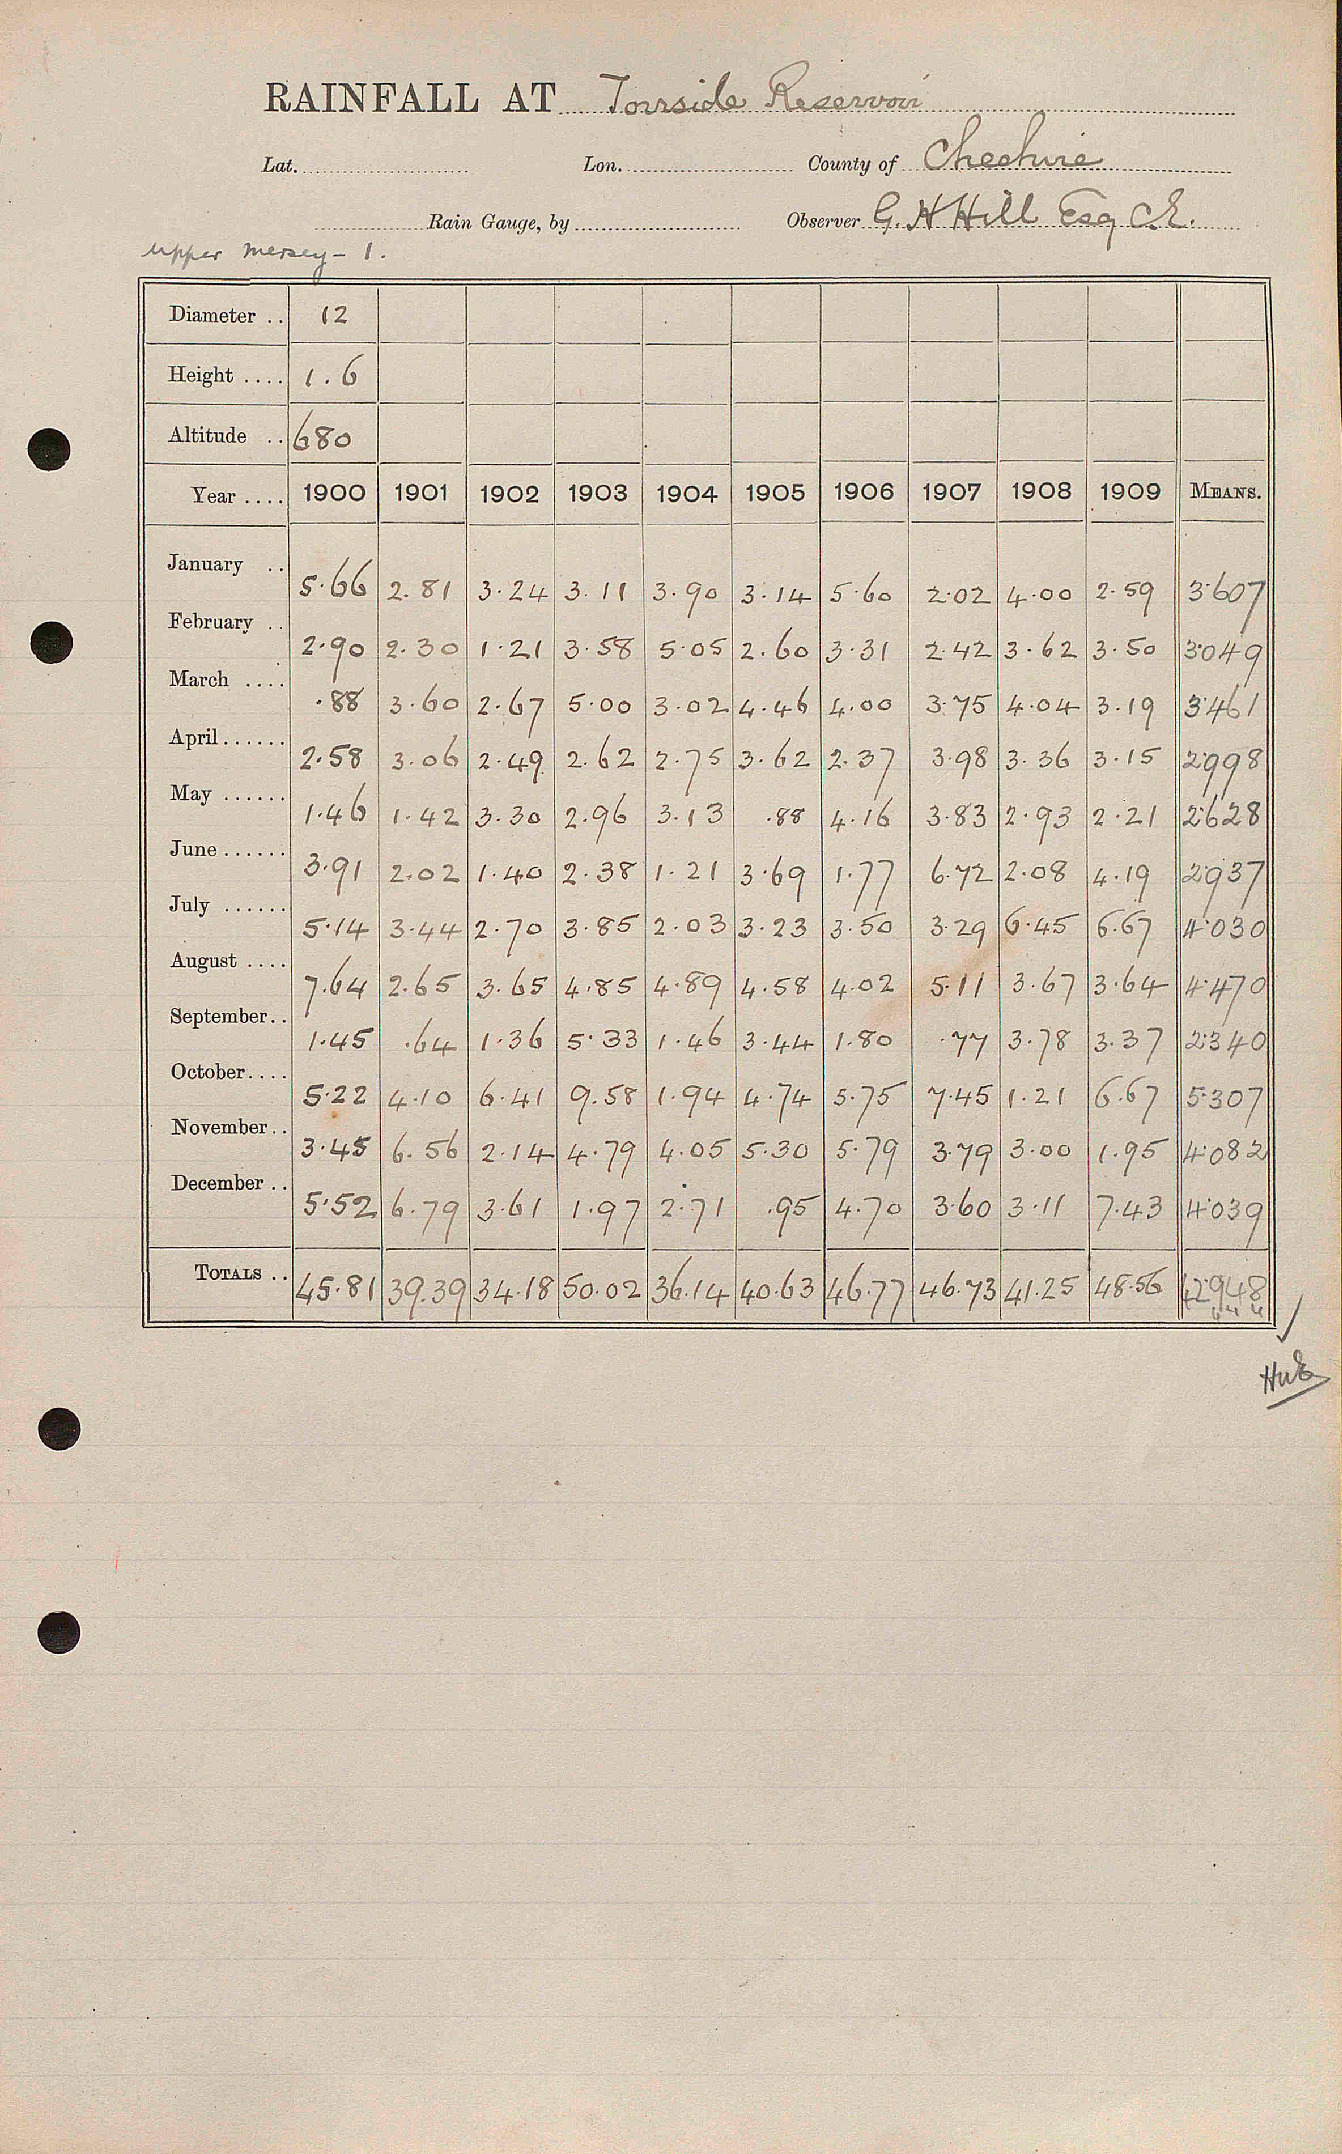 RAINFALL AT Torrside Reservoir
Lat. Lon. County of Cheshire
Rain Gauge, by Observer G. H Hill Esq C.E.
Upper Mersey - 1.
Diameter .. 12
Height .... 1.6
Altitude .. 680
Year .... 1900 1901 1902 1903 1904 1905 1906 1907 1908 1909 MEANS.
January .. 5.66 2.81 3.24 3.11 3.90 3.14 5.60 2.02 4.00 2.59 3.607
February .. 2.90 2.30 1.21 3.58 5.05 2.60 3.31 2.42 3.62 3.50 3.049
March .... .88 3.60 2.67 5.00 3.02 4.46 4.00 3.75 4.04 3.19 3.461
April ...... 2.58 3.06 2.49 2.62 2.75 3.62 2.37 3.98 3.36 3.15 2.998
May ...... 1.46 1.42 3.30 2.96 3.13 .88 4.16 3.83 2.93 2.21 2.628
June ...... 3.91 2.02 1.40 2.38 1.21 3.69 1.77 6.72 2.08 4.19 2.937
July ...... 5.14 3.44 2.70 3.85 2.03 3.23 3.50 3.29 6.45 6.67 4.030
August .... 7.64 2.65 3.65 4.85 4.89 4.58 4.02 5.11 3.67 3.64 4.470
September .. 1.45 .64 1.36 5.33 1.46 3.44 1.80 .77 3.78 3.37 2.340
October .... 5.22 4.10 6.41 9.58 1.94 4.74 5.75 7.45 1.21 6.67 5.307
November .. 3.45 6.56 2.14 4.79 4.05 5.30 5.79 3.79 3.00 1.95 4.082
December .. 5.52 6.79 3.61 1.97 2.71 .95 4.70 3.60 3.11 7.43 4.039
TOTALS .. 45.81 39.39 34.18 50.02 36.14 40.63 46.77 46.73 41.25 48.56 42.948